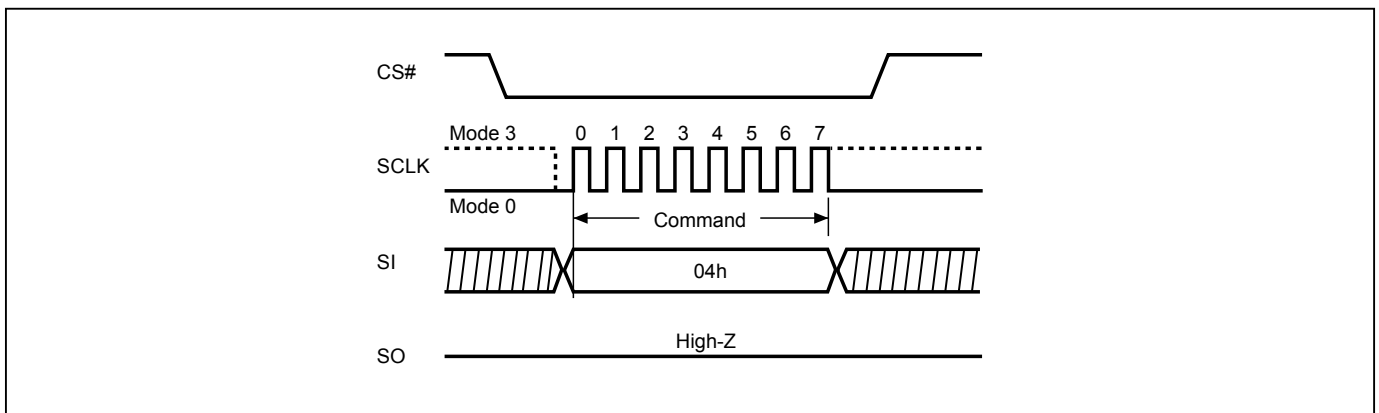 CS#
Mode 3 0 1 2 3 4 5 6 7
SCLK
Mode 0
Command
SI 04h
High-Z
SO